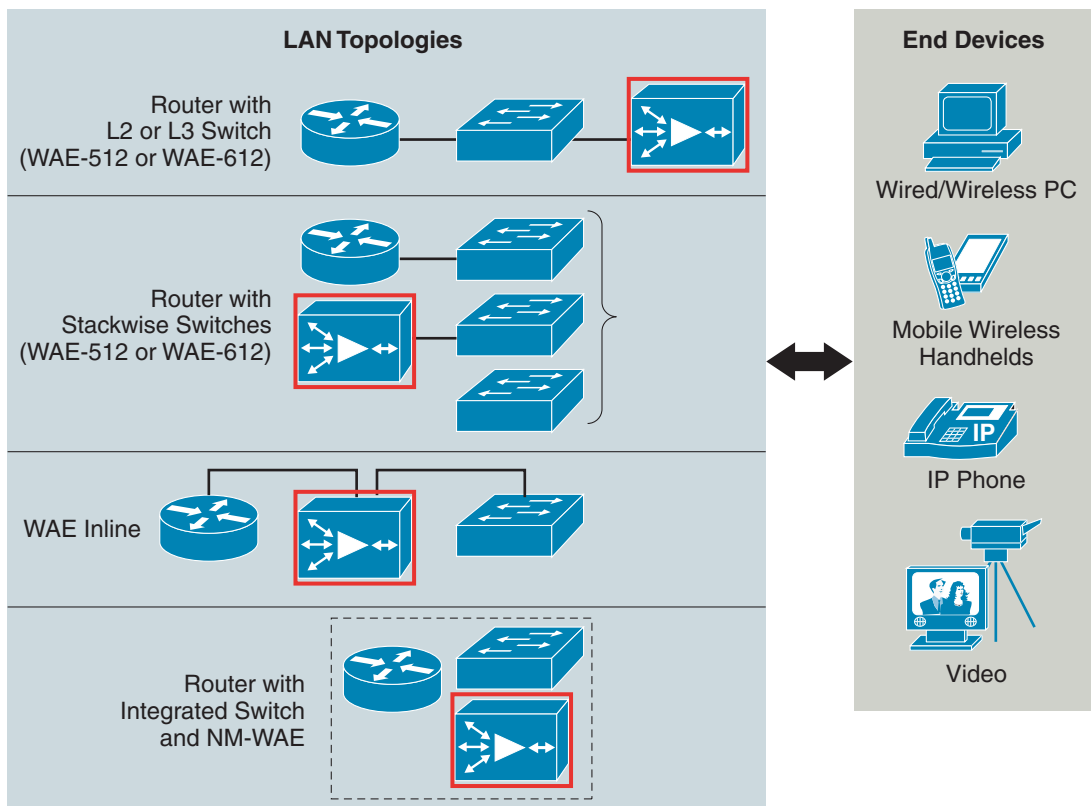 LAN Topologies
Router with
L2 or L3 Switch
(WAE-512 or WAE-612)
Router with
Stackwise Switches
(WAE-512 or WAE-612)
WAE Inline
Router with
Integrated Switch
and NM-WAE
End Devices
Wired/Wireless PC
Mobile Wireless
Handhelds
IP
IP Phone
Video